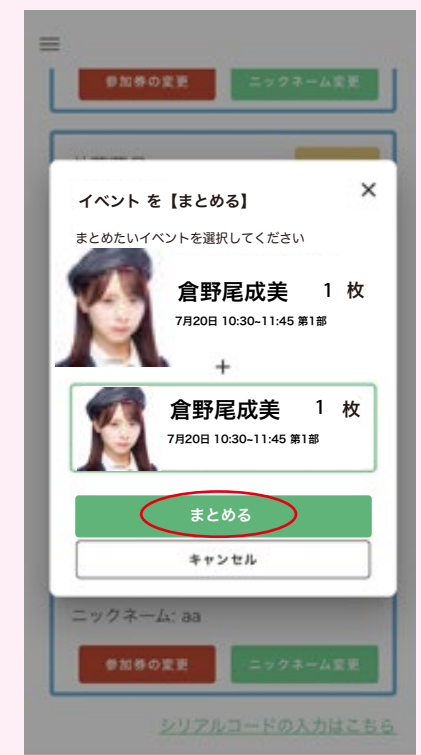 参加券の変更 ニックネーム変更
イベント を【まとめる】 ×
まとめたいイベントを選択してください
倉野尾成美 1 枚
7月20日 10:30~11:45 第1部
+
倉野尾成美 1 枚
7月20日 10:30~11:45 第1部
まとめる
キャンセル
ニックネーム: aa
参加券の変更 ニックネーム変更
シリアルコードの入力はこちら